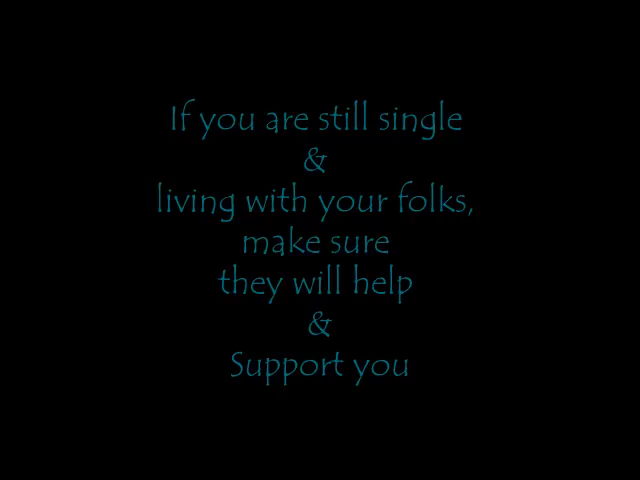 If you are still single
&
living with your folks,
make sure
they will help
&
Support you